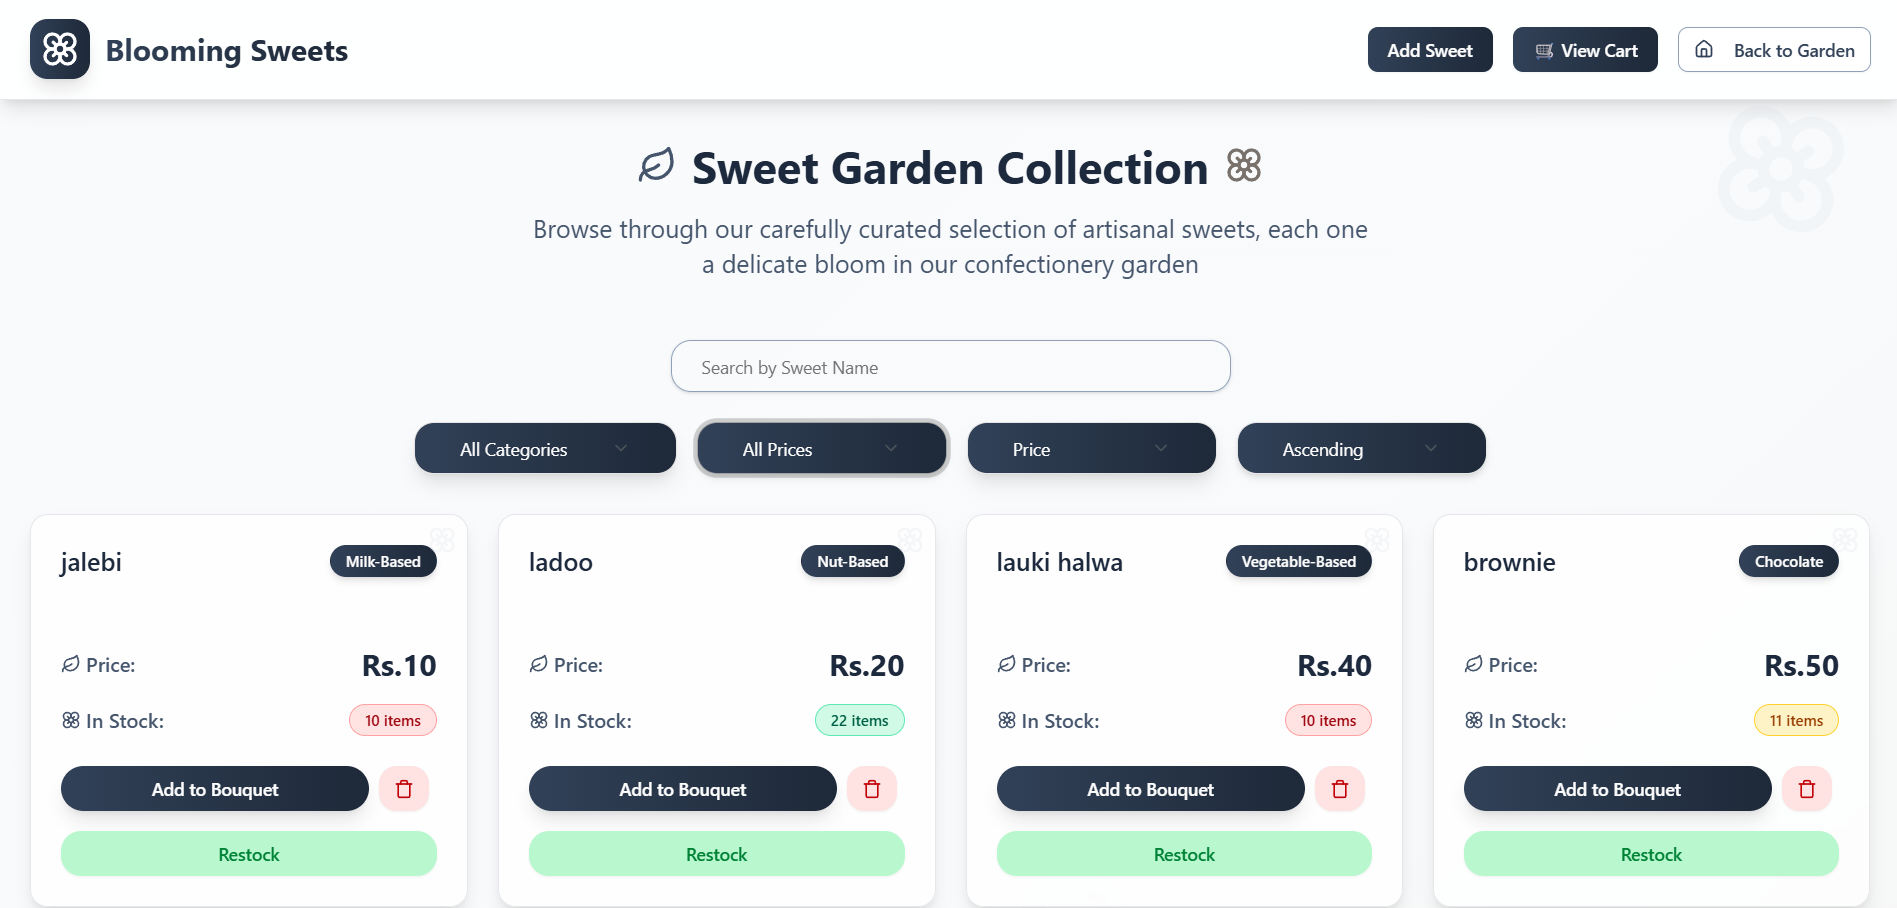 Blooming Sweets
Add Sweet
View Cart
Back to Garden
Sweet Garden Collection
Browse through our carefully curated selection of artisanal sweets, each one
a delicate bloom in our confectionery garden
Search by Sweet Name
All Categories
All Prices
Price
Ascending
jalebi
Milk-Based
Price:
Rs.10
In Stock:
10 items
Add to Bouquet
Restock
ladoo
Nut-Based
Price:
Rs.20
In Stock:
22 items
Add to Bouquet
Restock
lauki halwa
Vegetable-Based
Price:
Rs.40
In Stock:
10 items
Add to Bouquet
Restock
brownie
Chocolate
Price:
Rs.50
In Stock:
11 items
Add to Bouquet
Restock